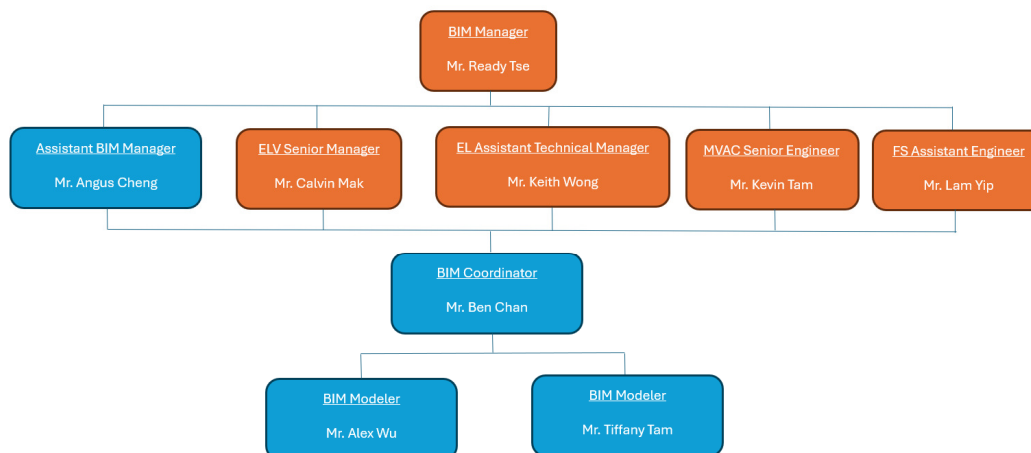 BIM Manager
Mr. Ready Tse
Assistant BIM Manager
Mr. Angus Cheng
ELV Senior Manager
Mr. Calvin Mak
EL Assistant Technical Manager
Mr. Keith Wong
MVAC Senior Engineer
Mr. Kevin Tam
FS Assistant Engineer
Mr. Lam Yip
BIM Coordinator
Mr. Ben Chan
BIM Modeler
Mr. Alex Wu
BIM Modeler
Mr. Tiffany Tam